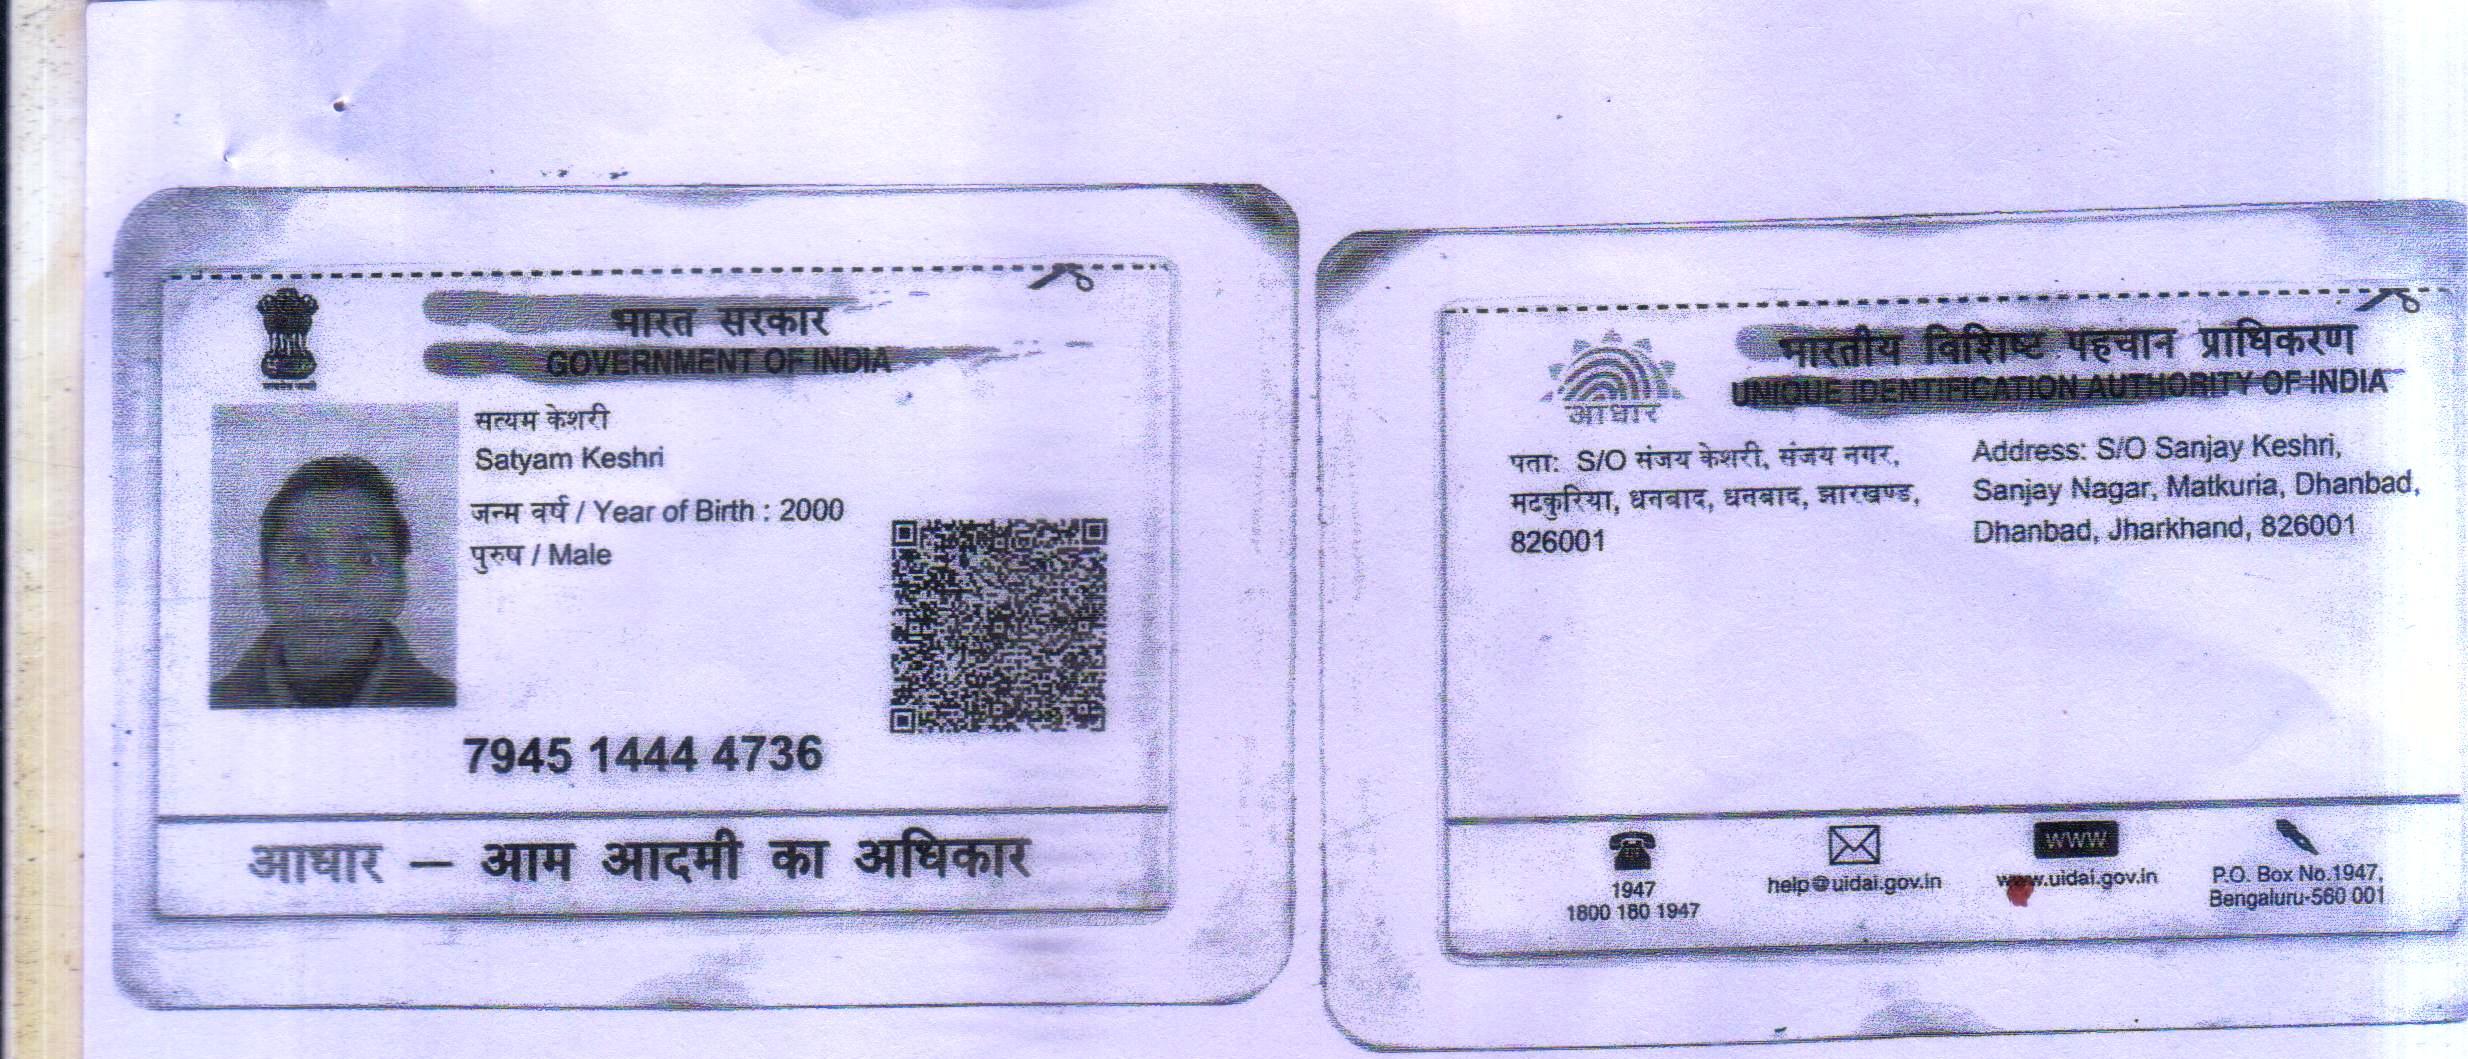 भारत सरकार
GOVERNMENT OF INDIA
सत्यम केशरी
Satyam Keshri
जन्म वर्ष / Year of Birth : 2000
पुरुष / Male
7945 1444 4736
आधार – आम आदमी का अधिकार
भारतीय विशिष्ट पहचान प्राधिकरण
UNIQUE IDENTIFICATION AUTHORITY OF INDIA
आधार
पता: S/O संजय केशरी, संजय नगर,
मटकुरिया, धनबाद, धनबाद, झारखण्ड,
826001
Address: S/O Sanjay Keshri,
Sanjay Nagar, Matkuria, Dhanbad,
Dhanbad, Jharkhand, 826001
1947
1800 180 1947
help@uidai.gov.in
WWW
www.uidai.gov.in
P.O. Box No.1947,
Bengaluru-560 001